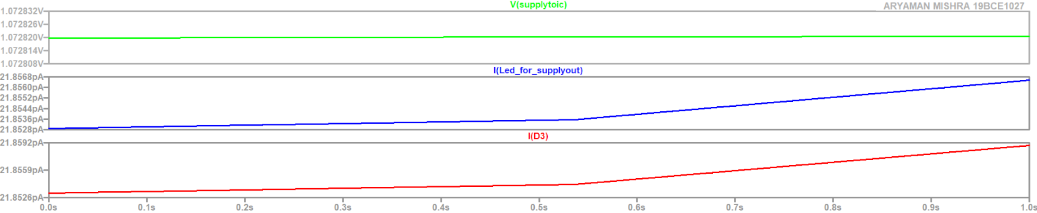 V(supplytoic)
ARYAMAN MISHRA 19BCE1027
1.072832V
1.072826V
1.072820V
1.072814V
1.072808V
I(Led_for_supplyout)
21.8568pA
21.8560pA
21.8552pA
21.8544pA
21.8536pA
21.8528pA
I(D3)
21.8592pA
21.8559pA
21.8526pA
0.0s 0.1s 0.2s 0.3s 0.4s 0.5s 0.6s 0.7s 0.8s 0.9s 1.0s